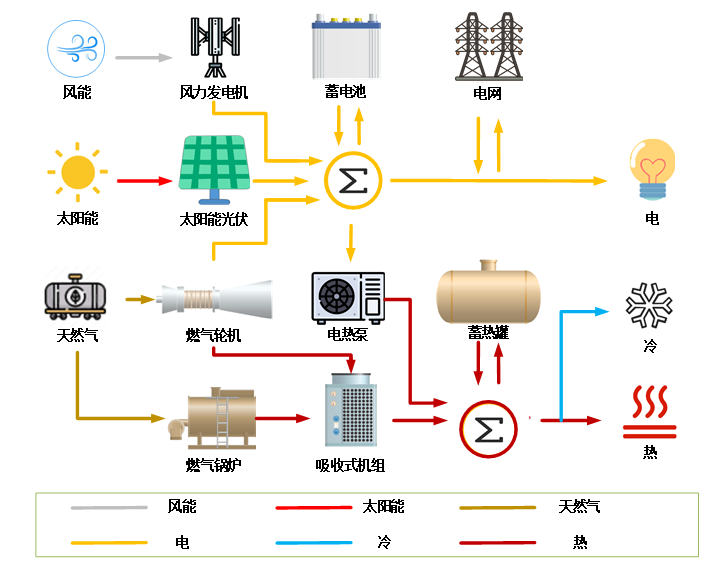 风能
风力发电机
蓄电池
电网
太阳能
太阳能光伏
Σ
电
天然气
燃气轮机
电热泵
蓄热罐
冷
燃气锅炉
吸收式机组
Σ
热
风能
太阳能
天然气
电
冷
热